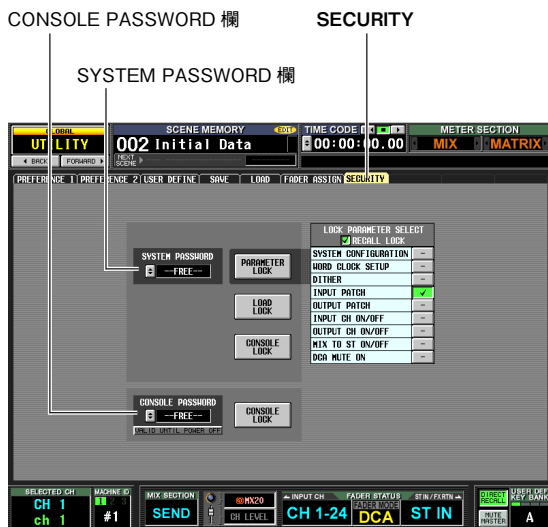 CONSOLE PASSWORD 欄
SECURITY
SYSTEM PASSWORD 欄
GLOBAL
UTILITY
BACK
FORWARD
SCENE MEMORY
EDIT
002 Initial Data
NEXT SCENE
TIME CODE
00:00:00.00
METER SECTION
MIX
MATRIX
PREFERENCE 1
PREFERENCE 2
USER DEFINE
SAVE
LOAD
FADER ASSIGN
SECURITY
LOCK PARAMETER SELECT
RECALL LOCK
SYSTEM PASSWORD
--FREE--
PARAMETER LOCK
LOAD LOCK
CONSOLE LOCK
SYSTEM CONFIGURATION
WORD CLOCK SETUP
DITHER
INPUT PATCH
OUTPUT PATCH
INPUT CH ON/OFF
OUTPUT CH ON/OFF
MIX TO ST ON/OFF
DCA MUTE ON
CONSOLE PASSWORD
--FREE--
VALID UNTIL POWER OFF
CONSOLE LOCK
SELECTED CH
CH 1
ch 1
MACHINE ID
1 2 3
#1
MIX SECTION
SEND
MX20
CH LEVEL
INPUT CH
FADER STATUS
ST IN/FXRTN
CH 1-24
FADER MODE
DCA
ST IN
DIRECT RECALL
MUTE MASTER
USER DEF
KEY BANK
A